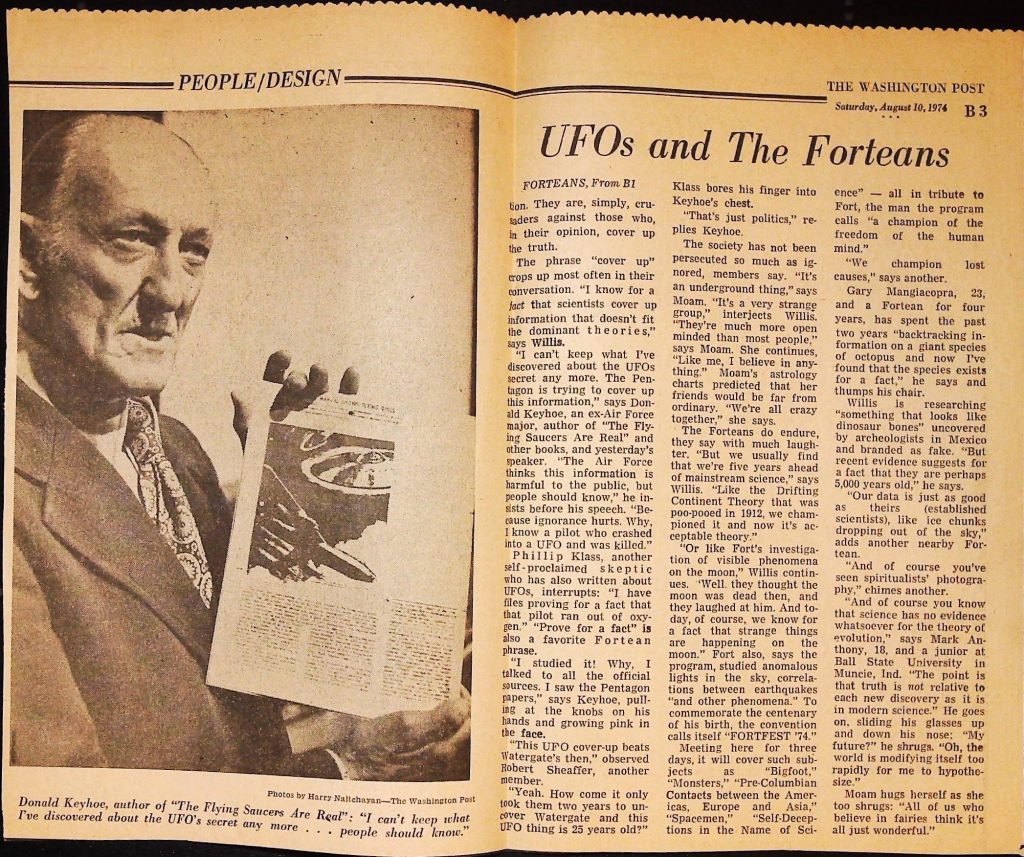 PEOPLE/DESIGN
THE WASHINGTON POST
Saturday, August 10, 1974 B 3
Photos by Harry Naltchayan—The Washington Post
Donald Keyhoe, author of "The Flying Saucers Are Real": "I can't keep what
I've discovered about the UFO's secret any more . . . people should know."
UFOs and The Forteans
FORTEANS, From B1
tion. They are, simply, cru-
saders against those who,
in their opinion, cover up
the truth.
The phrase "cover up"
crops up most often in their
conversation. "I know for a
fact that scientists cover up
information that doesn't fit
the dominant theories,"
says Willis.
"I can't keep what I've
discovered about the UFOs
secret any more. The Pen-
tagon is trying to cover up
this information," says Don-
ald Keyhoe, an ex-Air Force
major, author of "The Fly-
ing Saucers Are Real" and
other books, and yesterday's
speaker. "The Air Force
thinks this information is
harmful to the public, but
people should know," he in-
sists before his speech. "Be-
cause ignorance hurts. Why,
I know a pilot who crashed
into a UFO and was killed."
Phillip Klass, another
self-proclaimed skeptic
who has also written about
UFOs, interrupts: "I have
files proving for a fact that
that pilot ran out of oxy-
gen." "Prove for a fact" is
also a favorite Fortean
phrase.
"I studied it! Why, I
talked to all the official
sources. I saw the Pentagon
papers," says Keyhoe, pull-
ing at the knobs on his
hands and growing pink in
the face.
"This UFO cover-up beats
Watergate's then," observed
Robert Sheaffer, another
member.
"Yeah. How come it only
took them two years to un-
cover Watergate and this
UFO thing is 25 years old?"
Klass bores his finger into
Keyhoe's chest.
"That's just politics," re-
plies Keyhoe.
The society has not been
persecuted so much as ig-
nored, members say. "It's
an underground thing," says
Moam. "It's a very strange
group," interjects Willis.
"They're much more open
minded than most people,"
says Moam. She continues,
"Like me, I believe in any-
thing." Moam's astrology
charts predicted that her
friends would be far from
ordinary. "We're all crazy
together," she says.
The Forteans do endure,
they say with much laugh-
ter. "But we usually find
that we're five years ahead
of mainstream science," says
Willis. "Like the Drifting
Continent Theory that was
poo-pooed in 1912, we cham-
pioned it and now it's ac-
ceptable theory."
"Or like Fort's investiga-
tion of visible phenomena
on the moon," Willis contin-
ues. "Well, they thought the
moon was dead then, and
they laughed at him. And to-
day, of course, we know for
a fact that strange things
are happening on the
moon." Fort also, says the
program, studied anomalous
lights in the sky, correla-
tions between earthquakes
"and other phenomena." To
commemorate the centenary
of his birth, the convention
calls itself "FORTFEST '74."
Meeting here for three
days, it will cover such sub-
jects as "Bigfoot,"
"Monsters," "Pre-Columbian
Contacts between the Amer-
icas, Europe and Asia,"
"Spacemen," "Self-Decep-
tions in the Name of Sci-
ence" — all in tribute to
Fort, the man the program
calls "a champion of the
freedom of the human
mind."
"We champion lost
causes," says another.
Gary Mangiacopra, 23,
and a Fortean for four
years, has spent the past
two years "backtracking in-
formation on a giant species
of octopus and now I've
found that the species exists
for a fact," he says and
thumps his chair.
Willis is researching
"something that looks like
dinosaur bones" uncovered
by archeologists in Mexico
and branded as fake. "But
recent evidence suggests for
a fact that they are perhaps
5,000 years old," he says.
"Our data is just as good
as theirs (established
scientists), like ice chunks
dropping out of the sky,"
adds another nearby For-
tean.
"And of course you've
seen spiritualists' photogra-
phy," chimes another.
"And of course you know
that science has no evidence
whatsoever for the theory of
evolution," says Mark An-
thony, 18, and a junior at
Ball State University in
Muncie, Ind. "The point is
that truth is not relative to
each new discovery as it is
in modern science." He goes
on, sliding his glasses up
and down his nose: "My
future?" he shrugs. "Oh, the
world is modifying itself too
rapidly for me to hypothe-
size."
Moam hugs herself as she
too shrugs: "All of us who
believe in fairies think it's
all just wonderful."